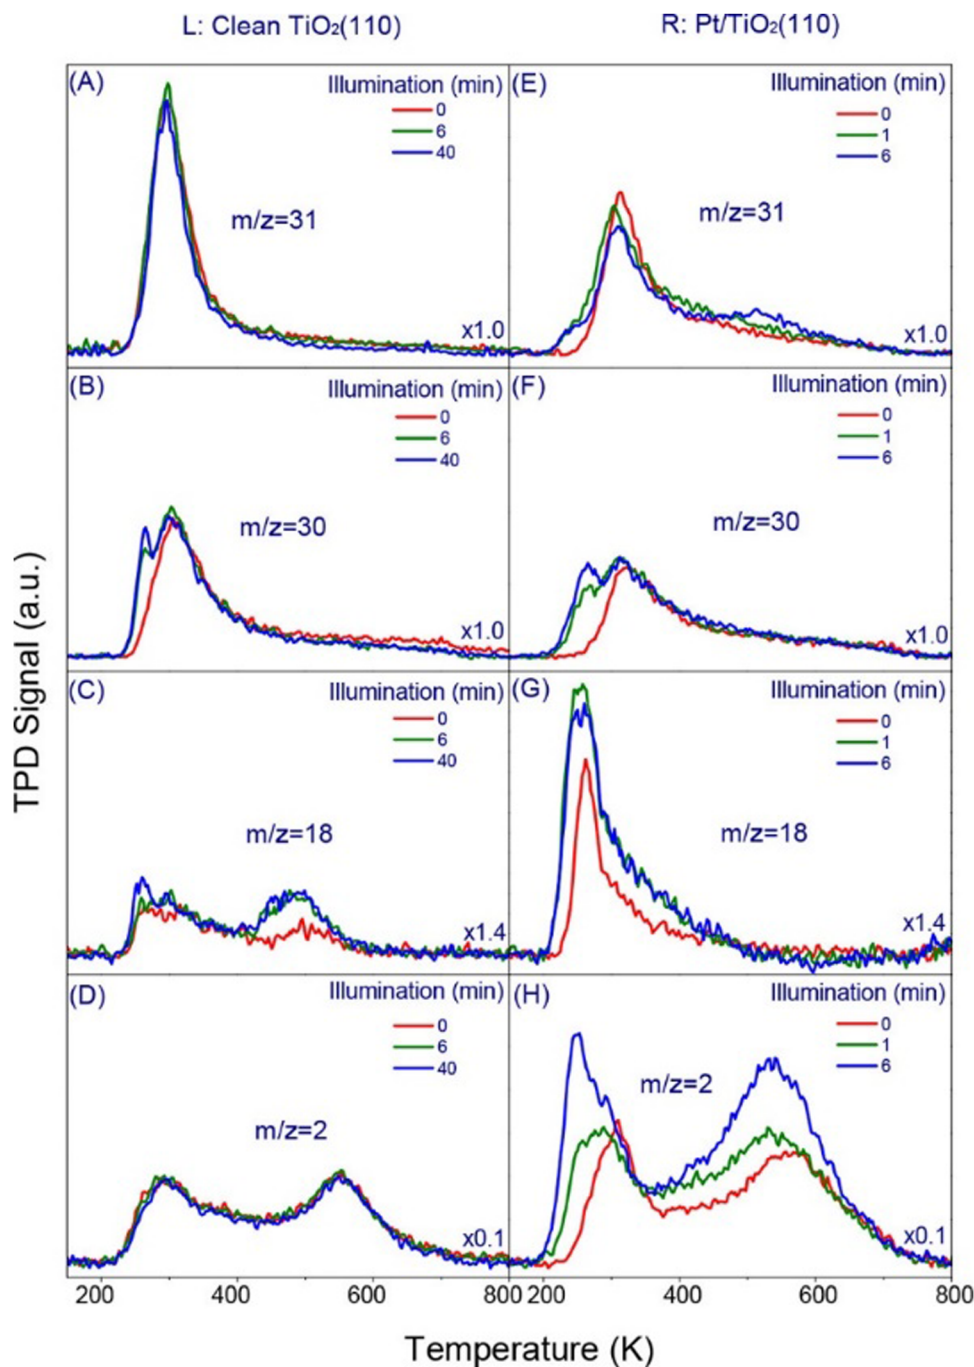 L: Clean TiO₂(110)
R: Pt/TiO₂(110)
(A)
Illumination (min)
0
6
40
m/z=31
x1.0
(E)
Illumination (min)
0
1
6
m/z=31
x1.0
(B)
Illumination (min)
0
6
40
m/z=30
x1.0
(F)
Illumination (min)
0
1
6
m/z=30
x1.0
(C)
Illumination (min)
0
6
40
m/z=18
x1.4
(G)
Illumination (min)
0
1
6
m/z=18
x1.4
(D)
Illumination (min)
0
6
40
m/z=2
x0.1
(H)
Illumination (min)
0
1
6
m/z=2
x0.1
TPD Signal (a.u.)
200 400 600 800 200 400 600 800
Temperature (K)